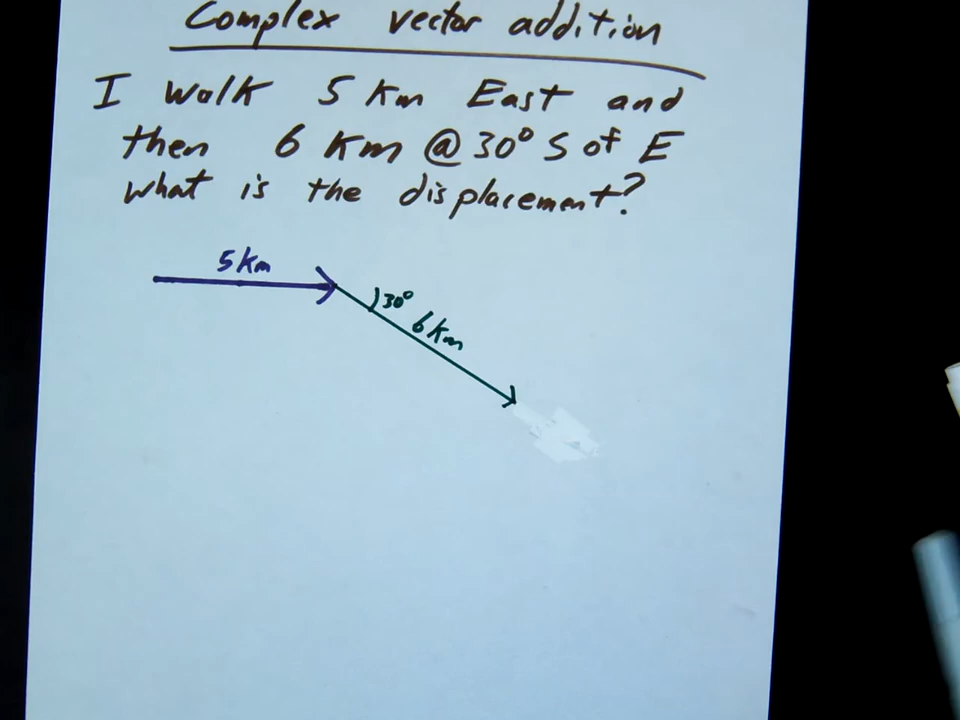 Complex vector addition
I walk 5 Km East and
then 6 Km @ 30° S of E
what is the displacement?
5 Km
30° 6 Km